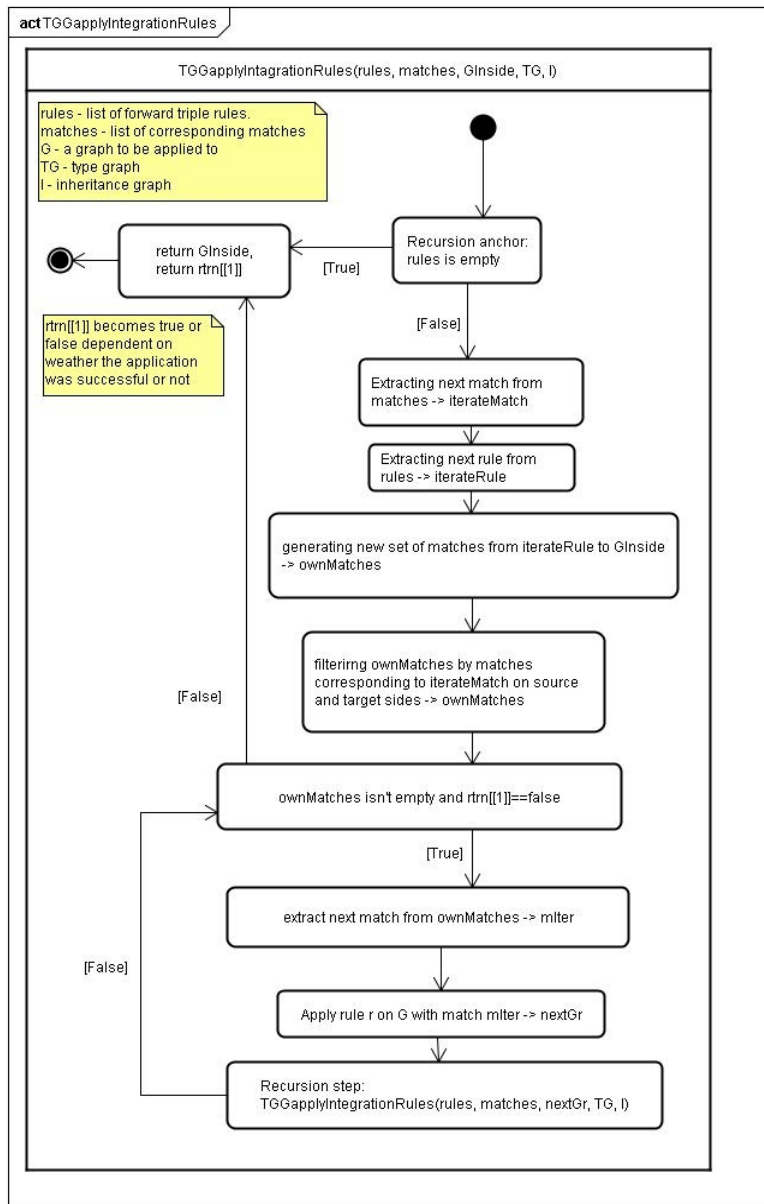 act TGGapplyIntegrationRules
TGGapplyIntagrationRules(rules, matches, GInside, TG, I)
rules - list of forward triple rules.
matches - list of corresponding matches
G - a graph to be applied to
TG - type graph
I - inheritance graph
Recursion anchor:
rules is empty
[True]
return GInside,
return rtrn[[1]]
[False]
rtrn[[1]] becomes true or
false dependent on
weather the application
was successful or not
Extracting next match from
matches -> iterateMatch
Extracting next rule from
rules -> iterateRule
generating new set of matches from iterateRule to GInside
-> ownMatches
filterirng ownMatches by matches
corresponding to iterateMatch on source
and target sides -> ownMatches
[False]
ownMatches isn't empty and rtrn[[1]]==false
[True]
extract next match from ownMatches -> mIter
[False]
Apply rule r on G with match mIter -> nextGr
Recursion step:
TGGapplyIntegrationRules(rules, matches, nextGr, TG, I)